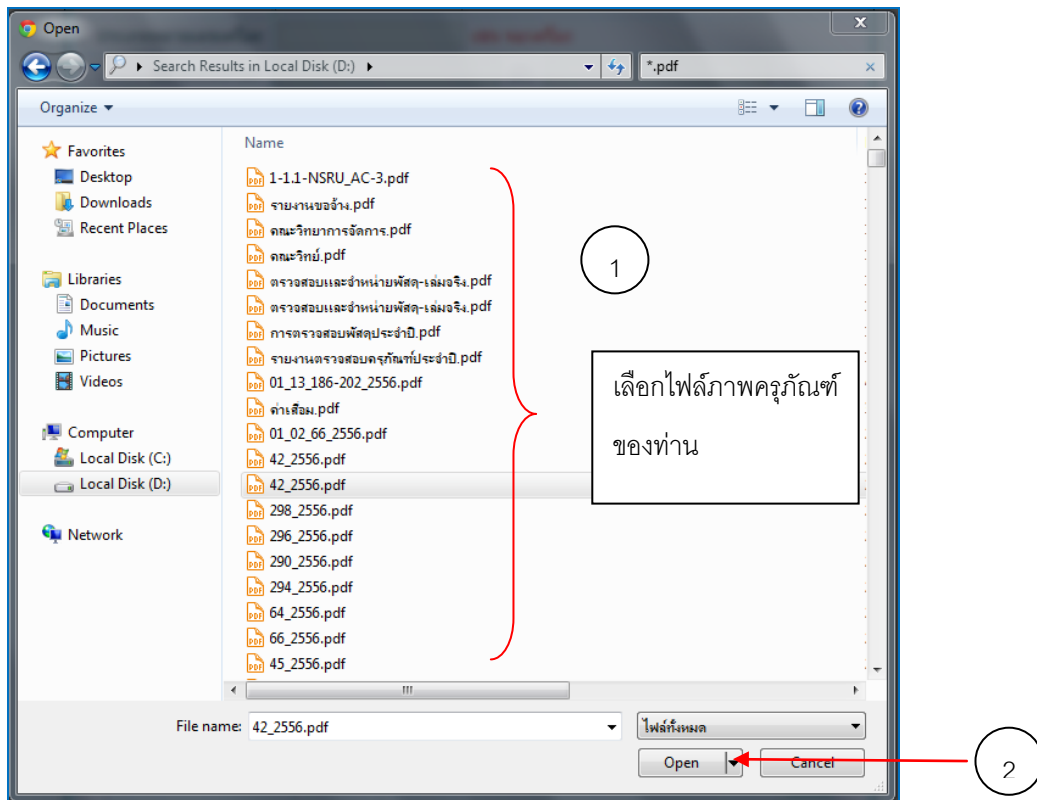 Open
Search Results in Local Disk (D:)
*.pdf
Organize
Favorites
Desktop
Downloads
Recent Places
Libraries
Documents
Music
Pictures
Videos
Computer
Local Disk (C:)
Local Disk (D:)
Network
Name
1-1.1-NSRU_AC-3.pdf
รายงานขอจ้าง.pdf
คณะวิทยาการจัดการ.pdf
คณะวิทย์.pdf
ตรวจสอบและจำหน่ายพัสดุ-เล่มจริง.pdf
ตรวจสอบและจำหน่ายพัสดุ-เล่มจริง.pdf
การตรวจสอบพัสดุประจำปี.pdf
รายงานตรวจสอบครุภัณฑ์ประจำปี.pdf
01_13_186-202_2556.pdf
ค่าเสื่อม.pdf
01_02_66_2556.pdf
42_2556.pdf
42_2556.pdf
298_2556.pdf
296_2556.pdf
290_2556.pdf
294_2556.pdf
64_2556.pdf
66_2556.pdf
45_2556.pdf
1
เลือกไฟล์ภาพครุภัณฑ์
ของท่าน
File name:
42_2556.pdf
ไฟล์ทั้งหมด
Open
Cancel
2